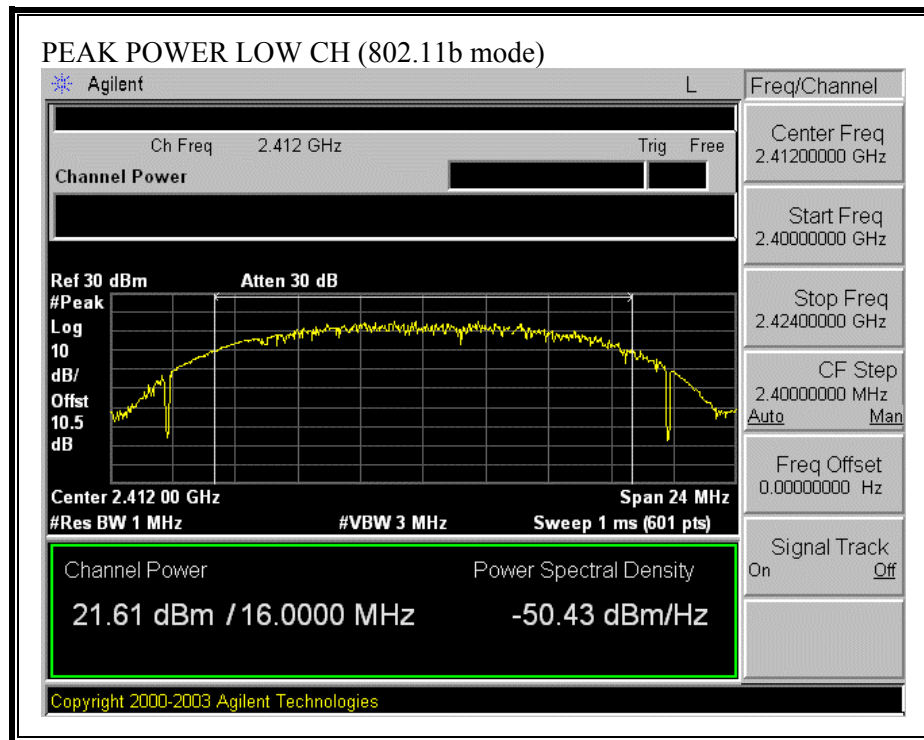 PEAK POWER LOW CH (802.11b mode)
Agilent
L
Freq/Channel
Ch Freq 2.412 GHz
Trig Free
Channel Power
Center Freq
2.41200000 GHz
Start Freq
2.40000000 GHz
Stop Freq
2.42400000 GHz
CF Step
2.40000000 MHz
Auto Man
Freq Offset
0.00000000 Hz
Signal Track
On Off
Ref 30 dBm
Atten 30 dB
#Peak
Log
10
dB/
Offst
10.5
dB
Center 2.412 00 GHz
Span 24 MHz
#Res BW 1 MHz
#VBW 3 MHz
Sweep 1 ms (601 pts)
Channel Power
Power Spectral Density
21.61 dBm / 16.0000 MHz
-50.43 dBm/Hz
Copyright 2000-2003 Agilent Technologies